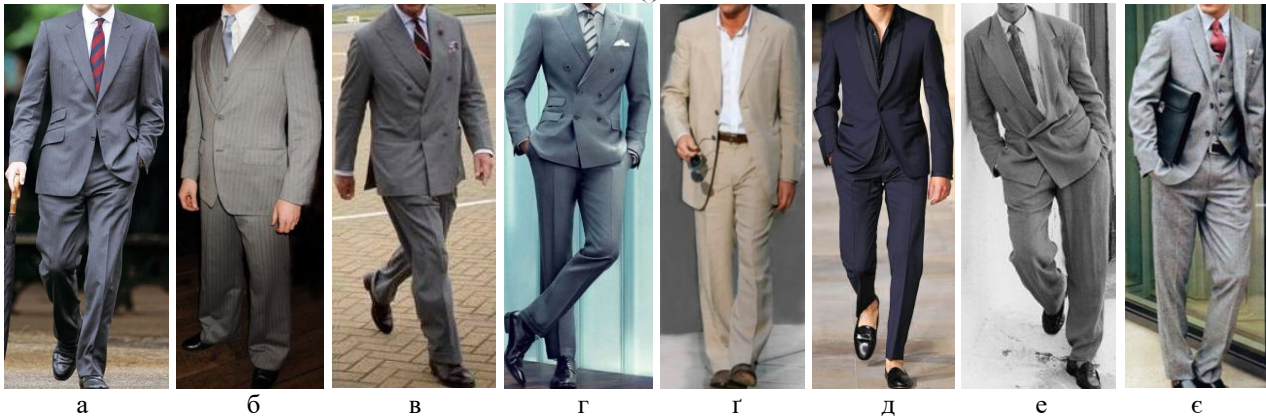 а б в г ґ д е є